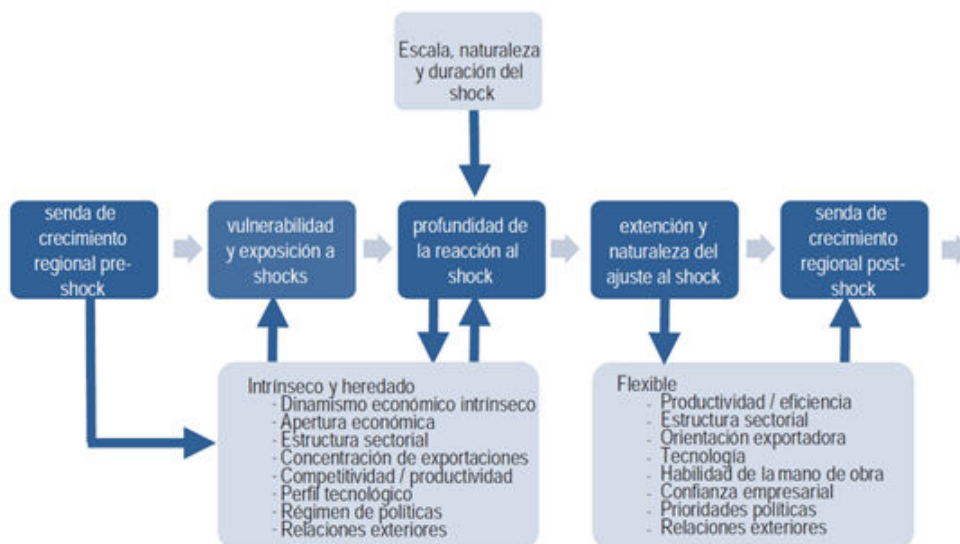 Escala, naturaleza
y duración del
shock
senda de
crecimiento
regional pre-
shock
vulnerabilidad
y exposición a
shocks
profundidad de
la reacción al
shock
extención y
naturaleza del
ajuste al shock
senda de
crecimiento
regional post-
shock
Intrínseco y heredado
- Dinamismo económico intrínseco
- Apertura económica
- Estructura sectorial
- Concentración de exportaciones
- Competitividad / productividad
- Perfil tecnológico
- Régimen de políticas
- Relaciones exteriores
Flexible
- Productividad / eficiencia
- Estructura sectorial
- Orientación exportadora
- Tecnología
- Habilidad de la mano de obra
- Confianza empresarial
- Prioridades políticas
- Relaciones exteriores